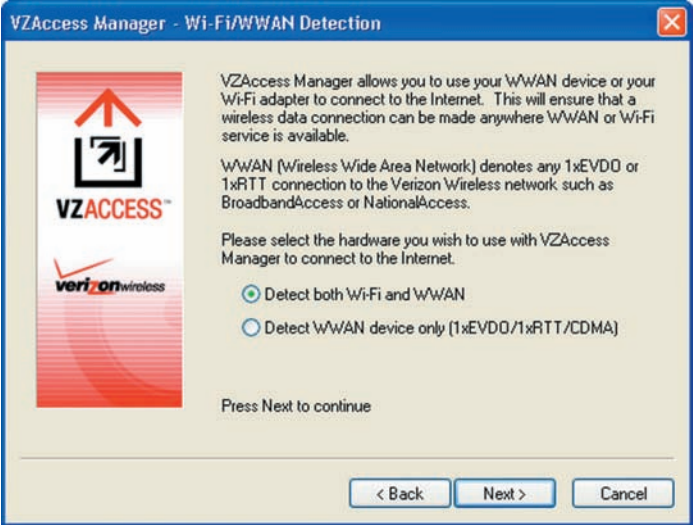 VZAccess Manager - Wi-Fi/WWAN Detection
VZACCESS™
verizonwireless
VZAccess Manager allows you to use your WWAN device or your
Wi-Fi adapter to connect to the Internet.  This will ensure that a
wireless data connection can be made anywhere WWAN or Wi-Fi
service is available.
WWAN (Wireless Wide Area Network) denotes any 1xEVDO or
1xRTT connection to the Verizon Wireless network such as
BroadbandAccess or NationalAccess.
Please select the hardware you wish to use with VZAccess
Manager to connect to the Internet.
Detect both Wi-Fi and WWAN
Detect WWAN device only (1xEVDO/1xRTT/CDMA)
Press Next to continue
< Back
Next >
Cancel